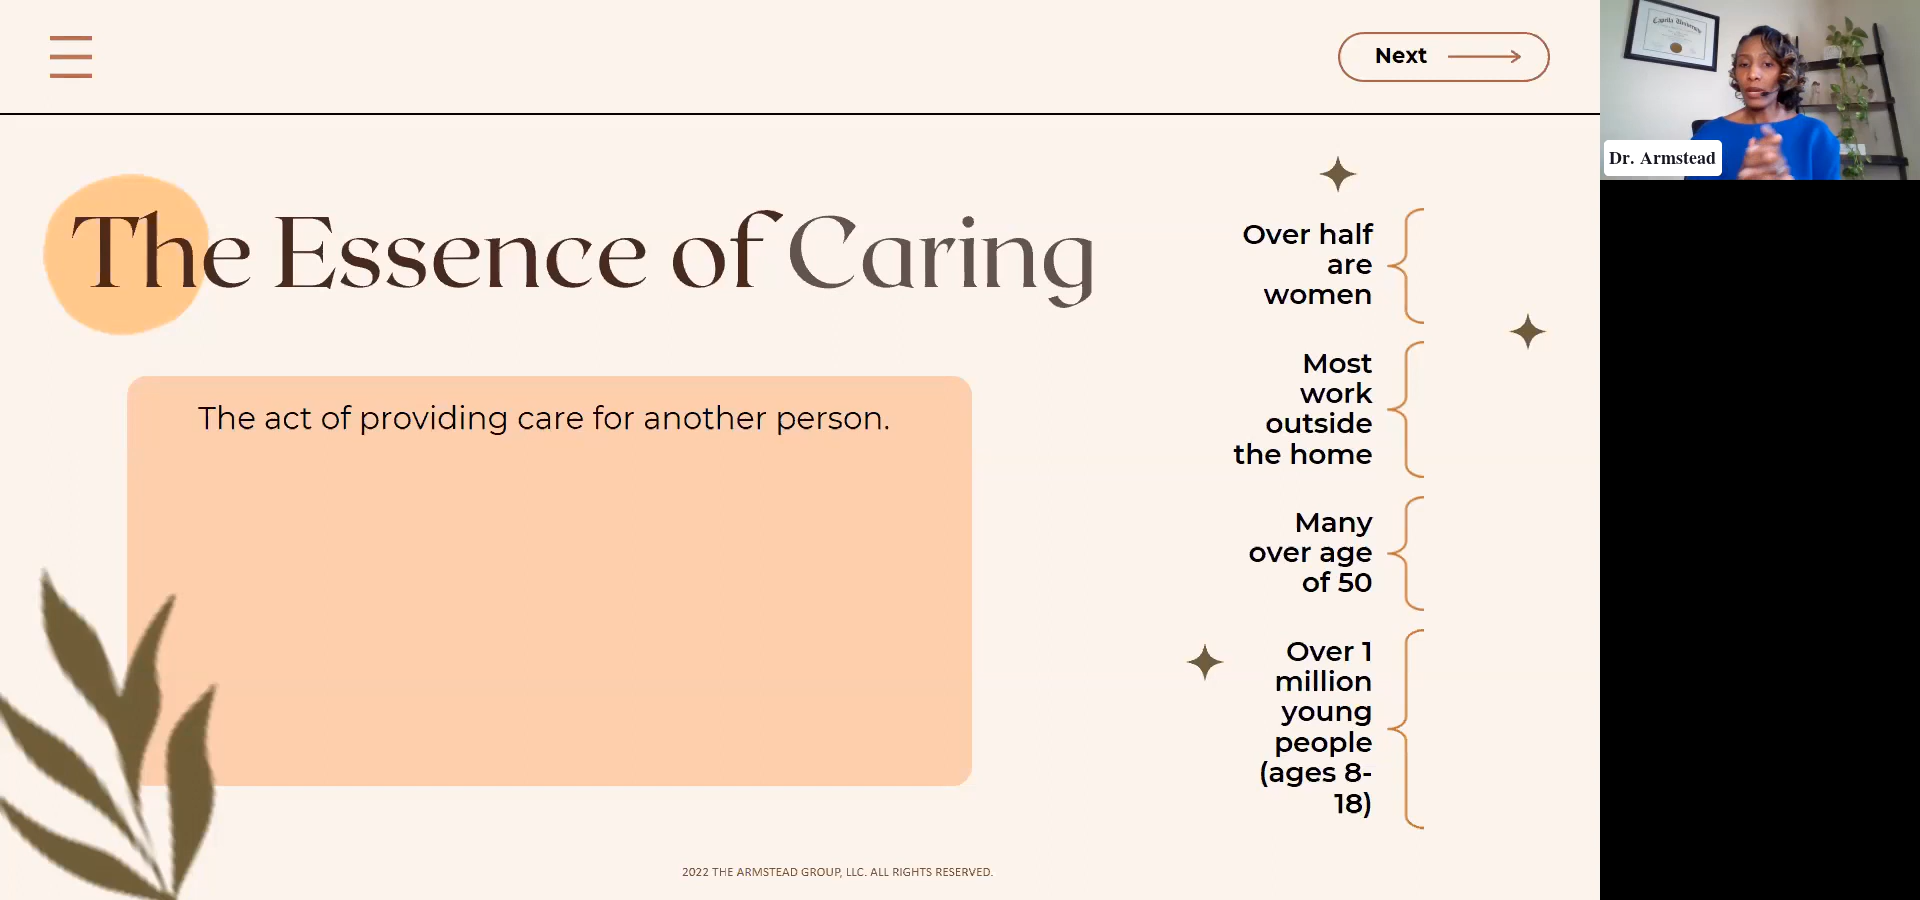 Next
The Essence of Caring
The act of providing care for another person.
Over half
are
women
Most
work
outside
the home
Many
over age
of 50
Over 1
million
young
people
(ages 8-
18)
2022 THE ARMSTEAD GROUP, LLC. ALL RIGHTS RESERVED.
Capella University
Dr. Armstead